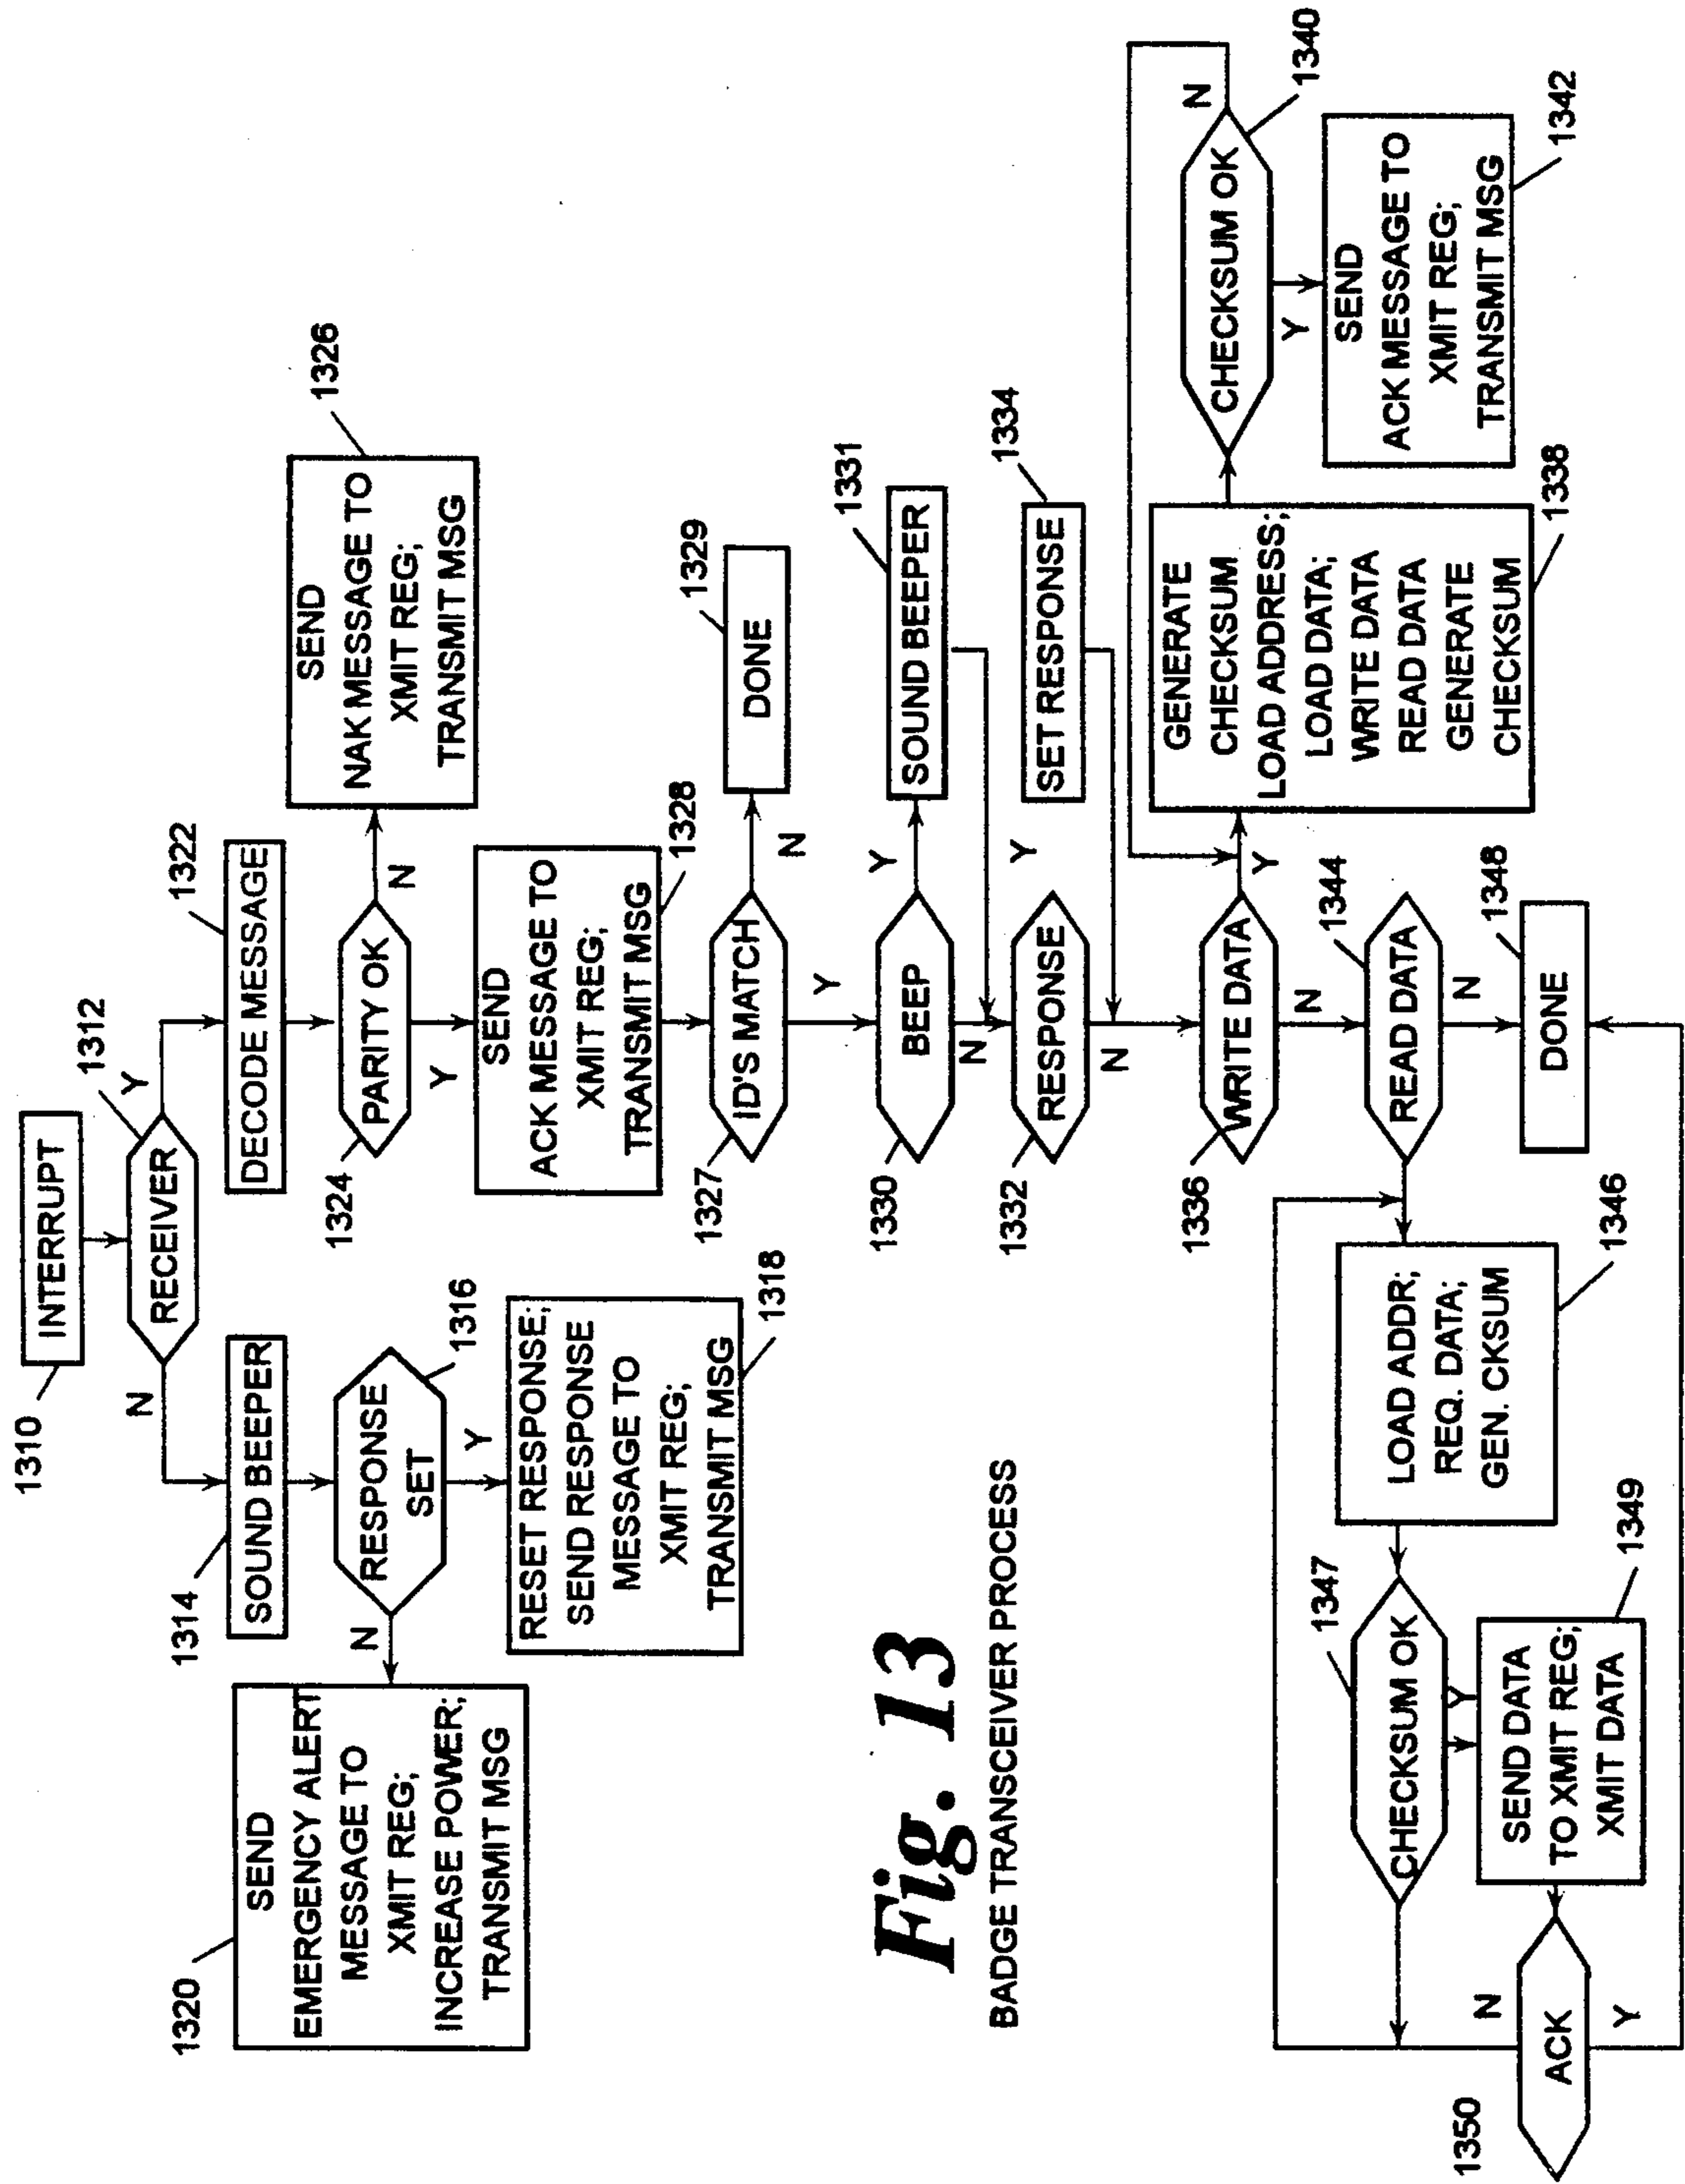 1310
INTERRUPT
1312
RECEIVER
N
Y
1314
SOUND BEEPER
1316
RESPONSE
SET
N
Y
1320
SEND
EMERGENCY ALERT
MESSAGE TO
XMIT REG;
INCREASE POWER;
TRANSMIT MSG
1318
RESET RESPONSE;
SEND RESPONSE
MESSAGE TO
XMIT REG;
TRANSMIT MSG
1322
DECODE MESSAGE
1324
PARITY OK
N
Y
1326
SEND
NAK MESSAGE TO
XMIT REG;
TRANSMIT MSG
1328
SEND
ACK MESSAGE TO
XMIT REG;
TRANSMIT MSG
1327
ID'S MATCH
N
Y
1329
DONE
1330
BEEP
Y
N
1331
SOUND BEEPER
1332
RESPONSE
Y
N
1334
SET RESPONSE
1336
WRITE DATA
Y
N
1338
GENERATE
CHECKSUM
LOAD ADDRESS;
LOAD DATA;
WRITE DATA
READ DATA
GENERATE
CHECKSUM
1340
CHECKSUM OK
N
Y
1342
SEND
ACK MESSAGE TO
XMIT REG;
TRANSMIT MSG
1344
READ DATA
N
1348
DONE
1346
LOAD ADDR;
REQ. DATA;
GEN. CKSUM
1347
CHECKSUM OK
Y
1349
SEND DATA
TO XMIT REG;
XMIT DATA
1350
ACK
N
Y
Fig. 13
BADGE TRANSCEIVER PROCESS